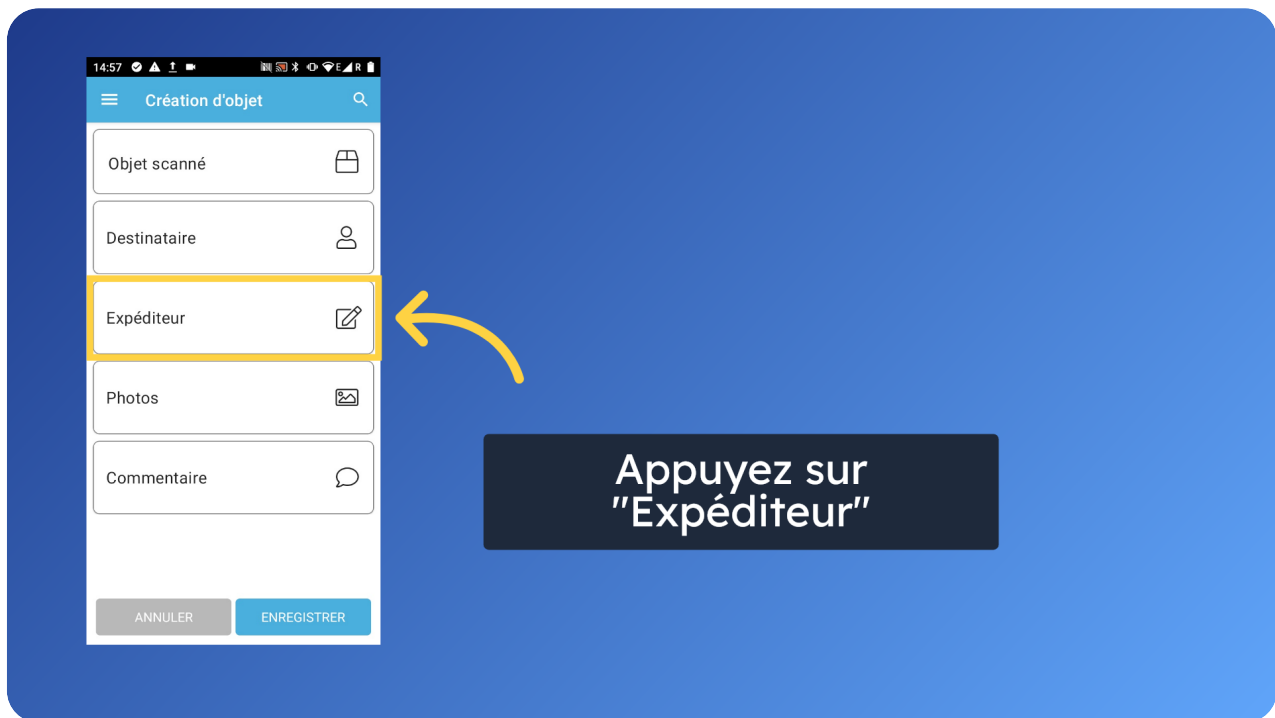 14:57 E R
Création d'objet
Objet scanné
Destinataire
Expéditeur
Photos
Commentaire
ANNULER ENREGISTRER
Appuyez sur
"Expéditeur"